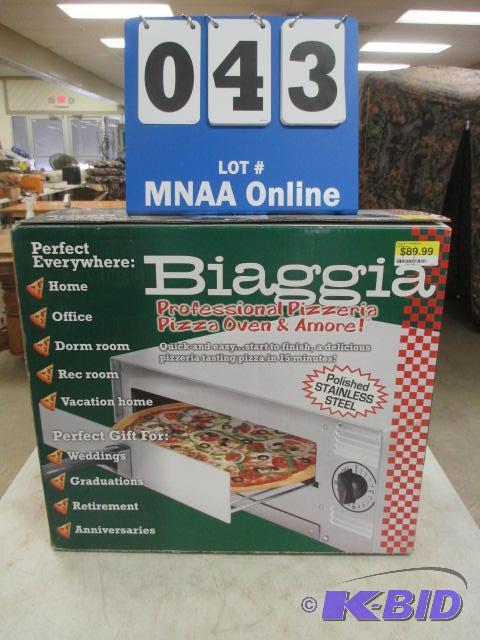 043
LOT #
MNAA Online
$89.99
Perfect
Everywhere:
Home
Office
Dorm room
Rec room
Vacation home
Perfect Gift For:
Weddings
Graduations
Retirement
Anniversaries
Biaggia
Professional Pizzeria
Pizza Oven & Amore!
Quick and easy...start to finish, a delicious
pizzeria tasting pizza in 15 minutes!
Polished
STAINLESS
STEEL
© K-BID